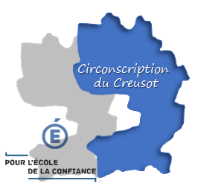 Circonscription
du Creusot
É
POUR L'ÉCOLE
DE LA CONFIANCE